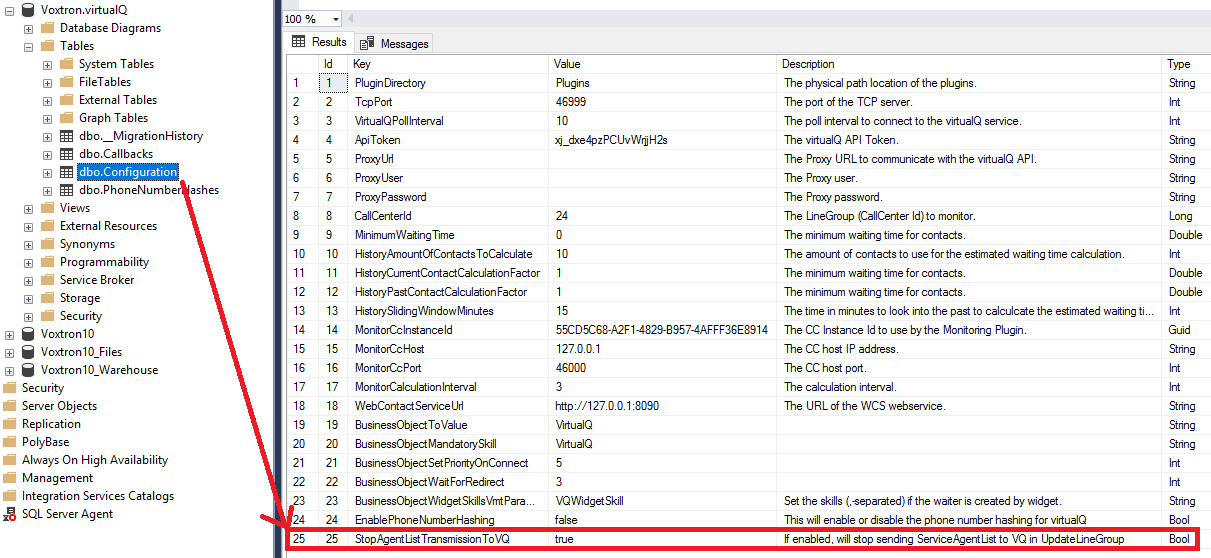 Voxtron.virtualQ
Database Diagrams
Tables
System Tables
FileTables
External Tables
Graph Tables
dbo.__MigrationHistory
dbo.Callbacks
dbo.Configuration
dbo.PhoneNumberHashes
Views
External Resources
Synonyms
Programmability
Service Broker
Storage
Security
Voxtron10
Voxtron10_Files
Voxtron10_Warehouse
Security
Server Objects
Replication
PolyBase
Always On High Availability
Management
Integration Services Catalogs
SQL Server Agent
100 %
Results Messages
Id Key Value Description Type
1 1 PluginDirectory Plugins The physical path location of the plugins. String
2 2 TcpPort 46999 The port of the TCP server. Int
3 3 VirtualQPollInterval 10 The poll interval to connect to the virtualQ service. Int
4 4 ApiToken xj_dxe4pzPCUvWrjjH2s The virtualQ API Token. String
5 5 ProxyUrl The Proxy URL to communicate with the virtualQ API. String
6 6 ProxyUser The Proxy user. String
7 7 ProxyPassword The Proxy password. String
8 8 CallCenterId 24 The LineGroup (CallCenter Id) to monitor. Long
9 9 MinimumWaitingTime 0 The minimum waiting time for contacts. Double
10 10 HistoryAmountOfContactsToCalculate 10 The amount of contacts to use for the estimated waiting time calculation. Int
11 11 HistoryCurrentContactCalculationFactor 1 The minimum waiting time for contacts. Double
12 12 HistoryPastContactCalculationFactor 1 The minimum waiting time for contacts. Double
13 13 HistorySlidingWindowMinutes 15 The time in minutes to look into the past to calculcate the estimated waiting ti... Int
14 14 MonitorCcInstanceId 55CD5C68-A2F1-4829-B957-4AFFF36E8914 The CC Instance Id to use by the Monitoring Plugin. Guid
15 15 MonitorCcHost 127.0.0.1 The CC host IP address. String
16 16 MonitorCcPort 46000 The CC host port. Int
17 17 MonitorCalculationInterval 3 The calculation interval. Int
18 18 WebContactServiceUrl http://127.0.0.1:8090 The URL of the WCS webservice. String
19 19 BusinessObjectToValue VirtualQ String
20 20 BusinessObjectMandatorySkill VirtualQ String
21 21 BusinessObjectSetPriorityOnConnect 5 Int
22 22 BusinessObjectWaitForRedirect 3 Int
23 23 BusinessObjectWidgetSkillsVmtPara... VQWidgetSkill Set the skills (,-separated) if the waiter is created by widget. String
24 24 EnablePhoneNumberHashing false This will enable or disable the phone number hashing for virtualQ Bool
25 25 StopAgentListTransmissionToVQ true If enabled, will stop sending ServiceAgentList to VQ in UpdateLineGroup Bool